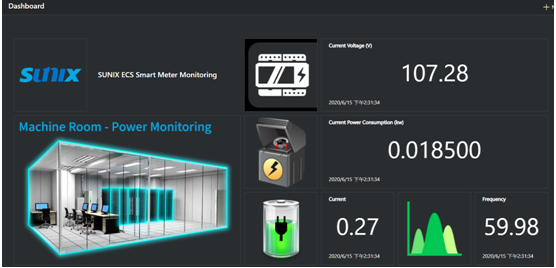 Dashboard
SUNIX
SUNIX ECS Smart Meter Monitoring
Current Voltage (V)
107.28
2020/6/15 下午2:31:34
Machine Room - Power Monitoring
Current Power Consumption (kw)
0.018500
2020/6/15 下午2:31:34
Current
0.27
2020/6/15 下午2:31:34
Frequency
59.98
2020/6/15 下午2:31:34